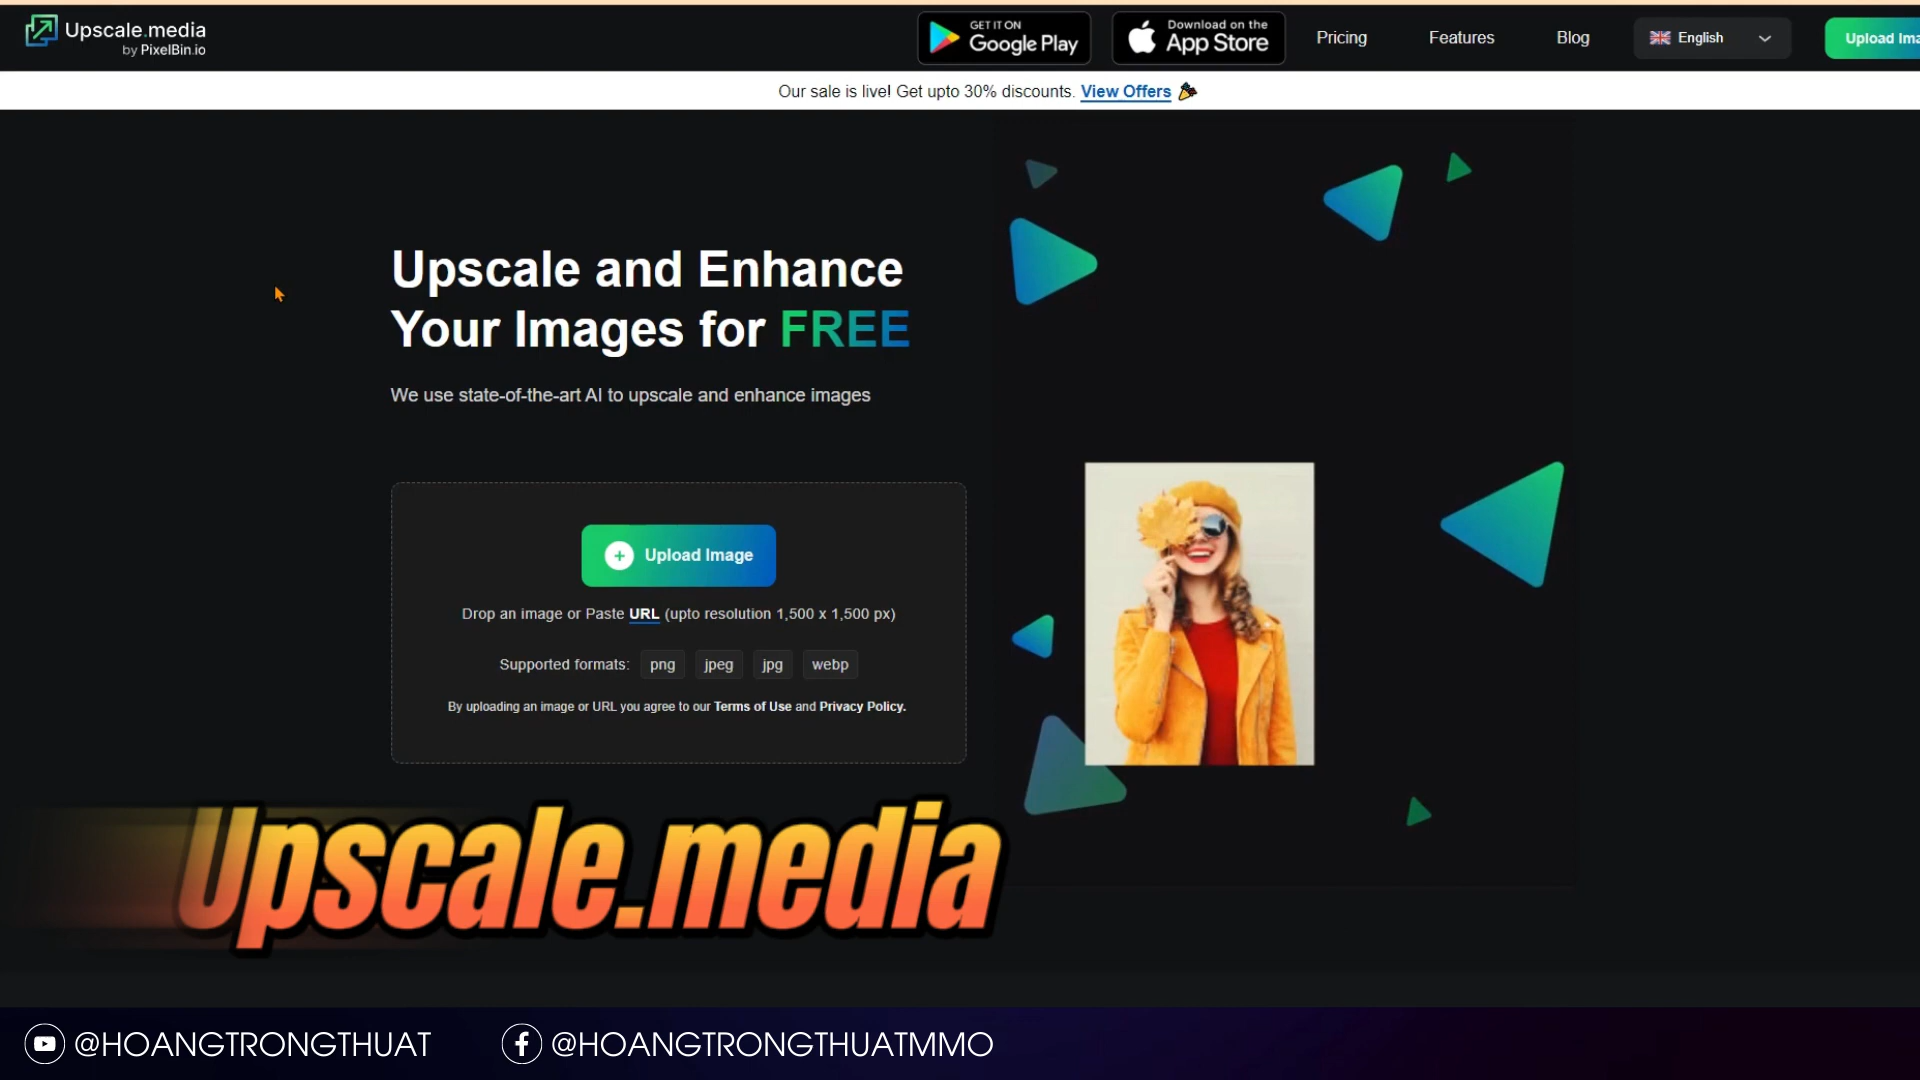 Upscale.media
by PixelBin.io
GET IT ON
Google Play
Download on the
App Store
Pricing
Features
Blog
English
Upload Ima
Our sale is live! Get upto 30% discounts. View Offers
Upscale and Enhance
Your Images for FREE
We use state-of-the-art AI to upscale and enhance images
Upload Image
Drop an image or Paste URL (upto resolution 1,500 x 1,500 px)
Supported formats: png jpeg jpg webp
By uploading an image or URL you agree to our Terms of Use and Privacy Policy.
Upscale.media
@HOANGTRONGTHUAT
@HOANGTRONGTHUATMMO